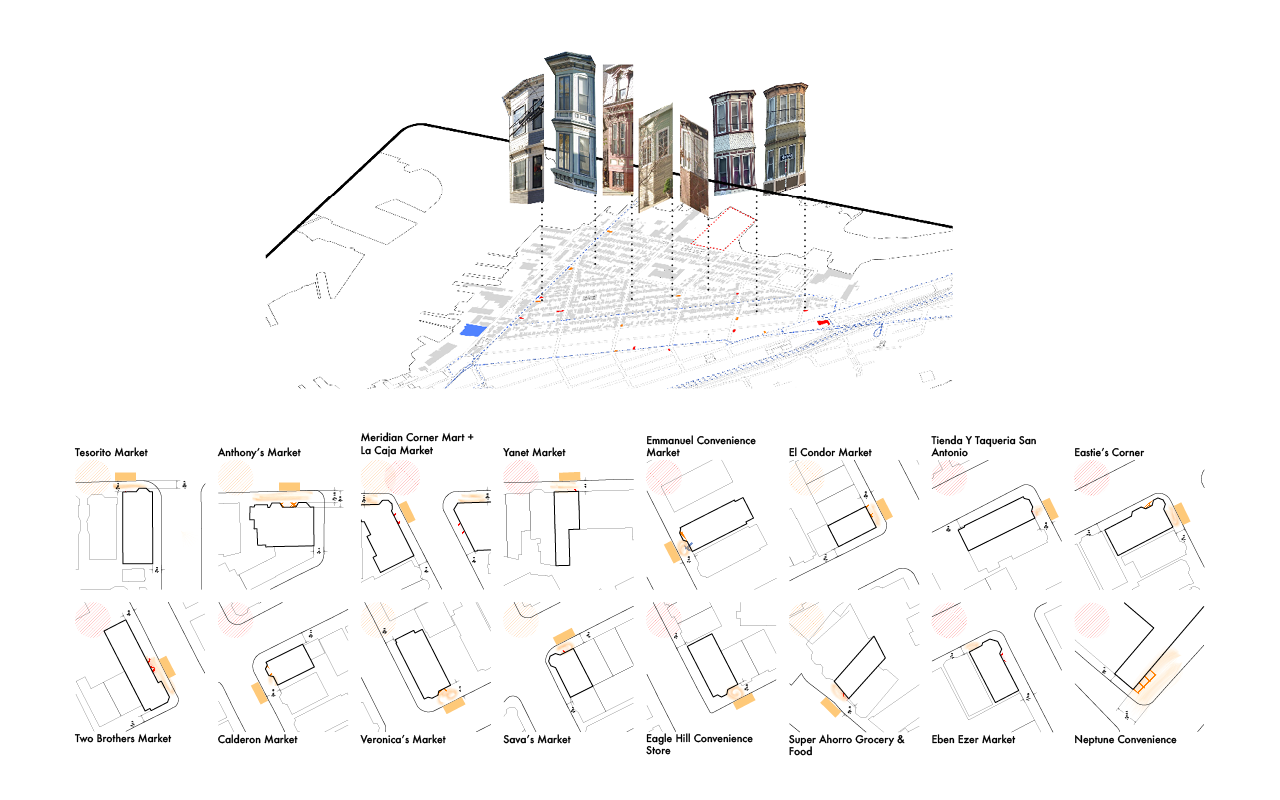 Meridian Corner Mart +
La Caja Market
Emmanuel Convenience
Market
Tienda Y Taqueria San
Antonio
Tesorito Market
Anthony's Market
Yanet Market
El Condor Market
Eastie's Corner
Two Brothers Market
Calderon Market
Veronica's Market
Sava's Market
Eagle Hill Convenience
Store
Super Ahorro Grocery &
Food
Eben Ezer Market
Neptune Convenience